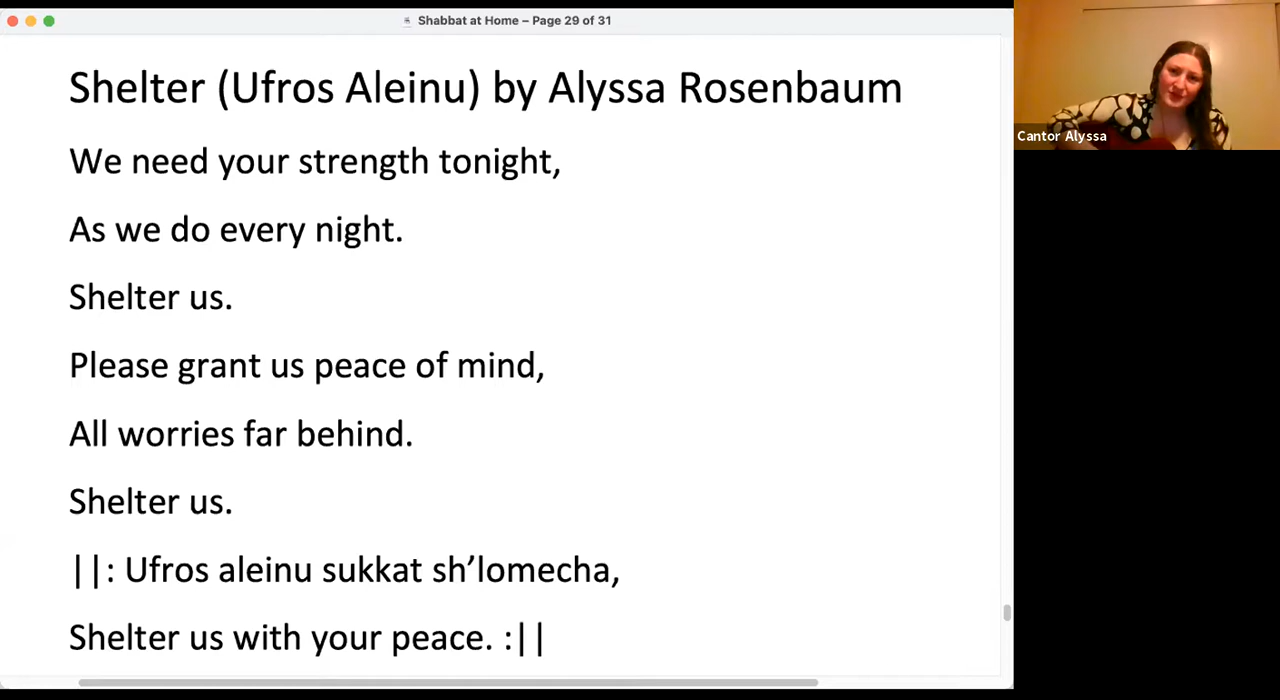 Shabbat at Home – Page 29 of 31
Shelter (Ufros Aleinu) by Alyssa Rosenbaum
We need your strength tonight,
As we do every night.
Shelter us.
Please grant us peace of mind,
All worries far behind.
Shelter us.
||: Ufros aleinu sukkat sh’lomecha,
Shelter us with your peace. :||
Cantor Alyssa